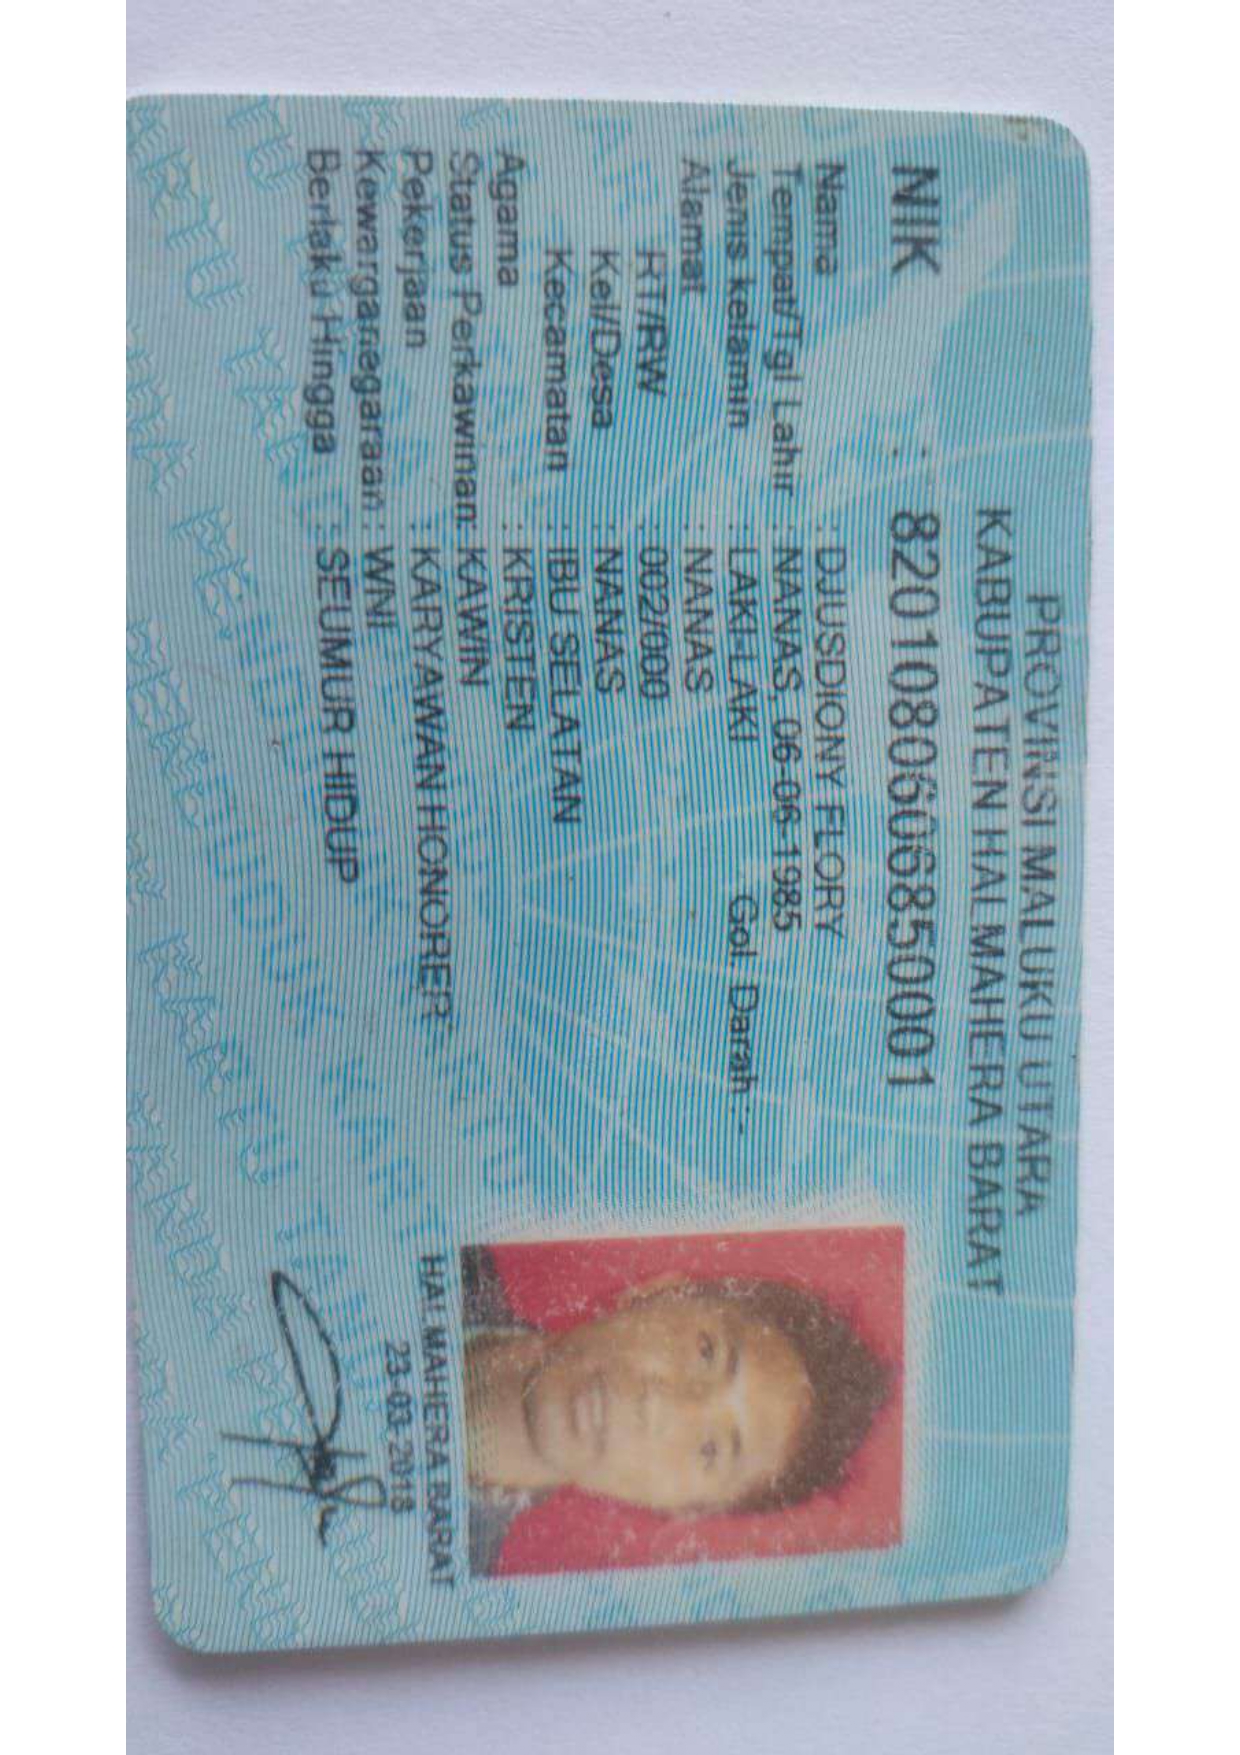 PROVINSI MALUKU UTARA
KABUPATEN HALMAHERA BARAT
NIK : 8201080606850001
Nama : DJUSDIONY FLORY
Tempat/Tgl Lahir : NANAS, 06-06-1985
Jenis kelamin : LAKI-LAKI Gol. Darah : -
Alamat : NANAS
RT/RW : 002/000
Kel/Desa : NANAS
Kecamatan : IBU SELATAN
Agama : KRISTEN
Status Perkawinan: KAWIN
Pekerjaan : KARYAWAN HONORER
Kewarganegaraan: WNI
Berlaku Hingga : SEUMUR HIDUP
HALMAHERA BARAT
23-03-2018